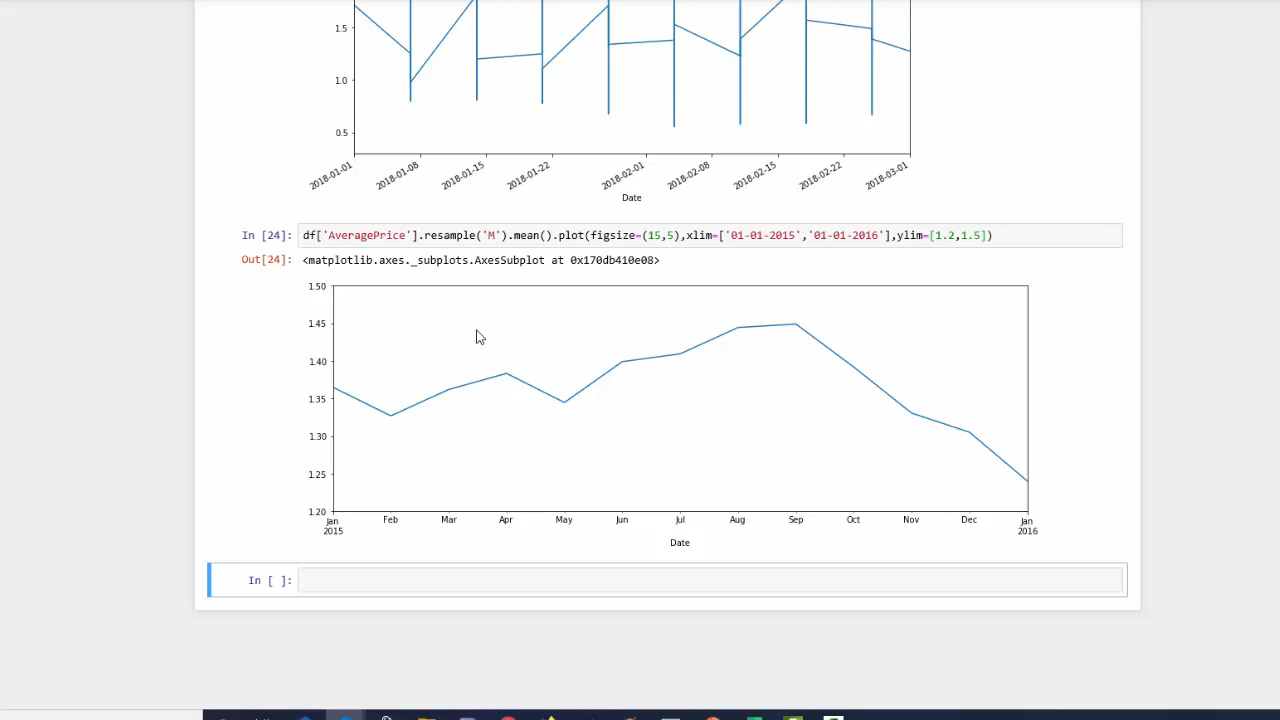 1.5
1.0
0.5
2018-01-01 2018-01-08 2018-01-15 2018-01-22 2018-02-01 2018-02-08 2018-02-15 2018-02-22 2018-03-01
Date
In [24]: df['AveragePrice'].resample('M').mean().plot(figsize=(15,5),xlim=['01-01-2015','01-01-2016'],ylim=[1.2,1.5])
Out[24]: <matplotlib.axes._subplots.AxesSubplot at 0x170db410e08>
1.50
1.45
1.40
1.35
1.30
1.25
1.20
Jan Feb Mar Apr May Jun Jul Aug Sep Oct Nov Dec Jan
2015 2016
Date
In [ ]: